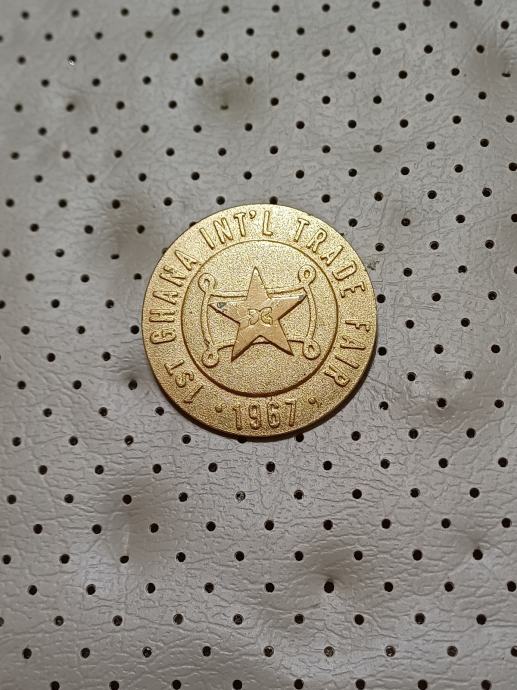 1ST GHANA INT'L TRADE FAIR
· 1967 ·